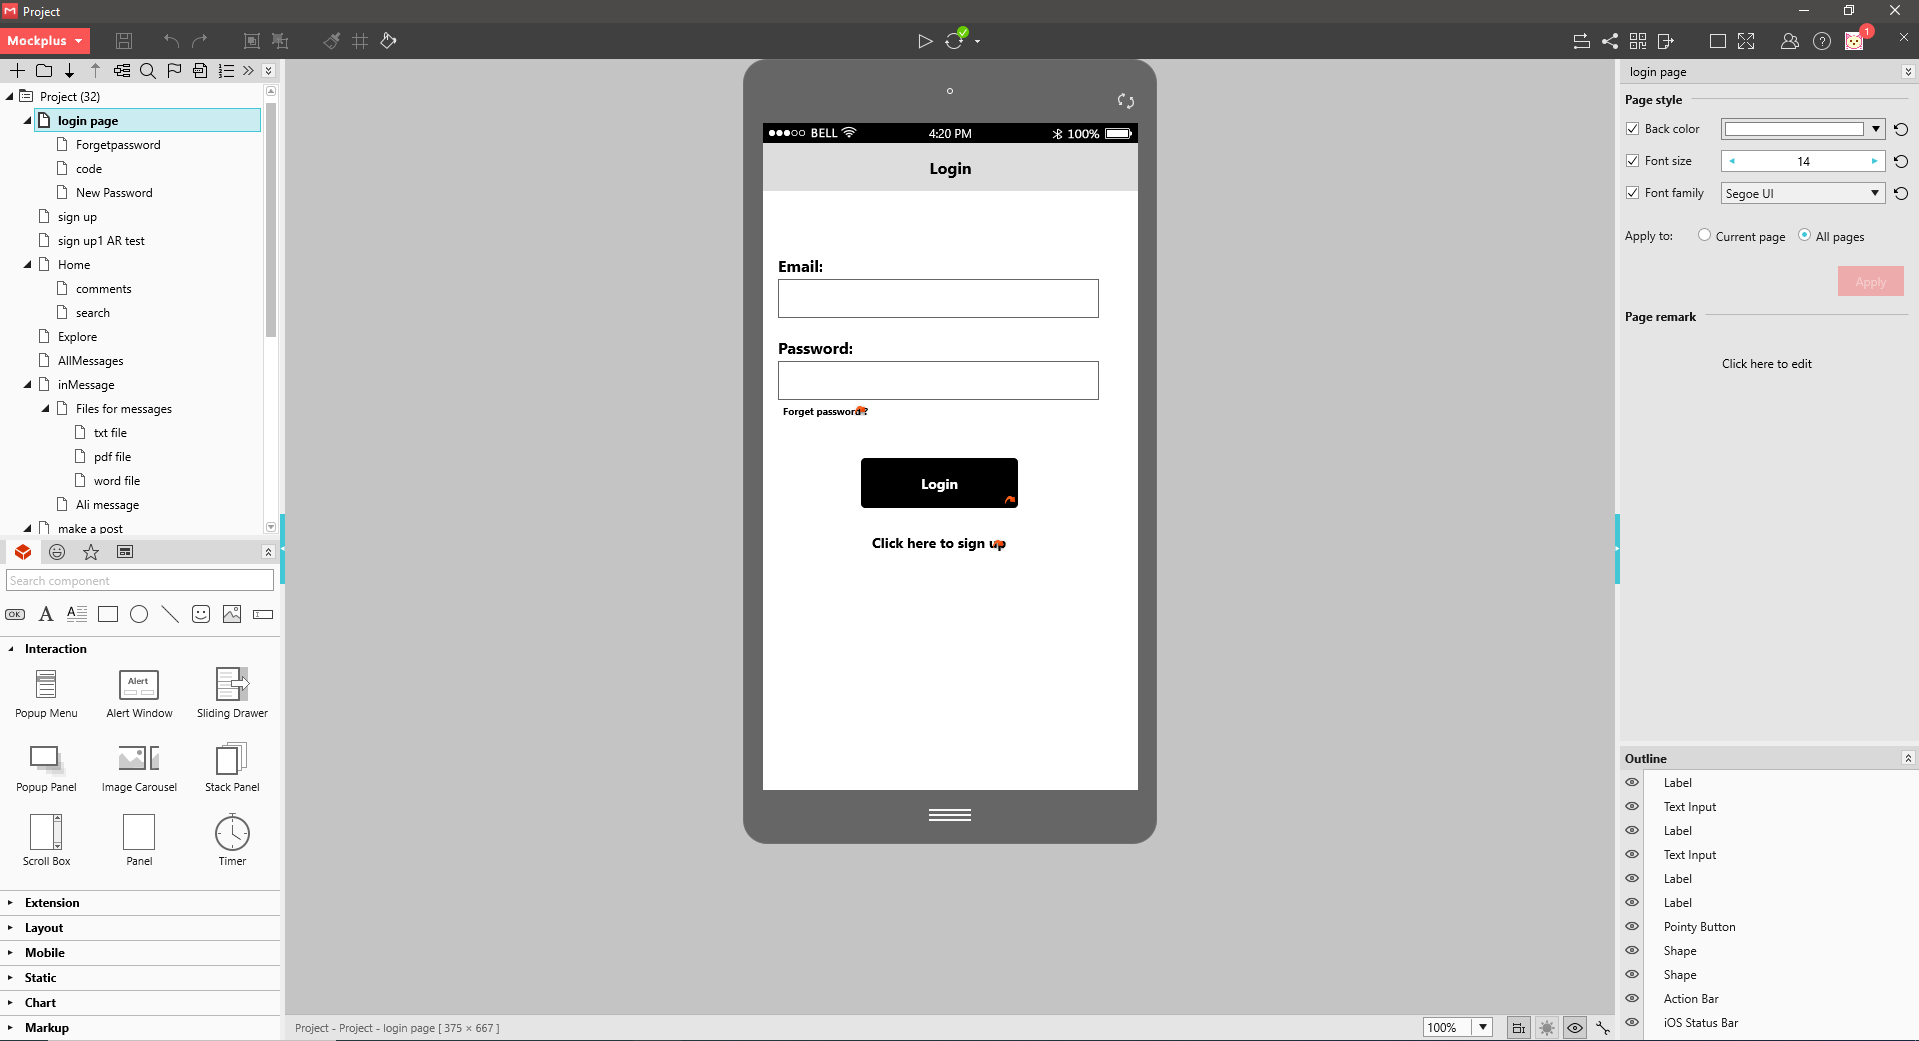 Project
Mockplus
1
Project (32)
login page
Forgetpassword
code
New Password
sign up
sign up1 AR test
Home
comments
search
Explore
AllMessages
inMessage
Files for messages
txt file
pdf file
word file
Ali message
make a post
Search component
OK
A
A
Interaction
Alert
Popup Menu
Alert Window
Sliding Drawer
Popup Panel
Image Carousel
Stack Panel
Scroll Box
Panel
Timer
Extension
Layout
Mobile
Static
Chart
Markup
BELL
4:20 PM
100%
Login
Email:
Password:
Forget password?
Login
Click here to sign up
Project - Project - login page [ 375 × 667 ]
100%
login page
Page style
Back color
Font size
14
Font family
Segoe UI
Apply to:
Current page
All pages
Apply
Page remark
Click here to edit
Outline
Label
Text Input
Label
Text Input
Label
Label
Pointy Button
Shape
Shape
Action Bar
iOS Status Bar